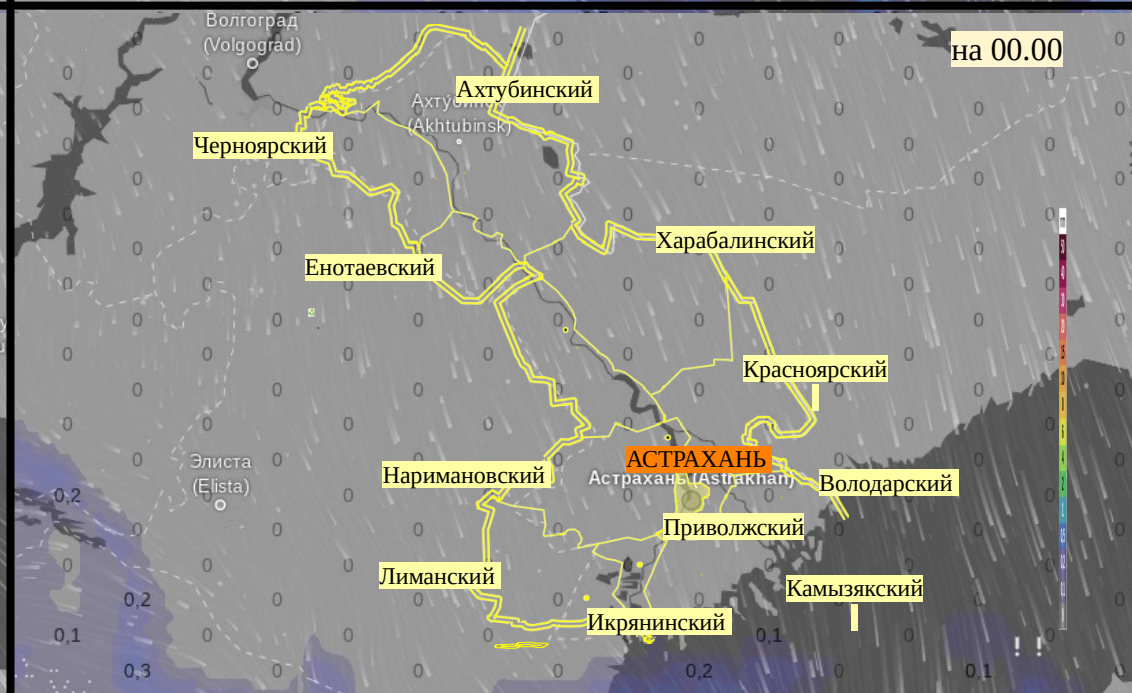 Волгоград
(Volgograd)
на 00.00
Ахтубинский
(Akhtubinsk)
Черноярский
Харабалинский
Енотаевский
Красноярский
АСТРАХАНЬ
Элиста
(Elista)
Наримановский
Астрахань (Astrakhan)
Володарский
0,2
Приволжский
Лиманский
Камызякский
0,2
Икрянинский
0,1
0,1
! !
0,3
0,2
0,1